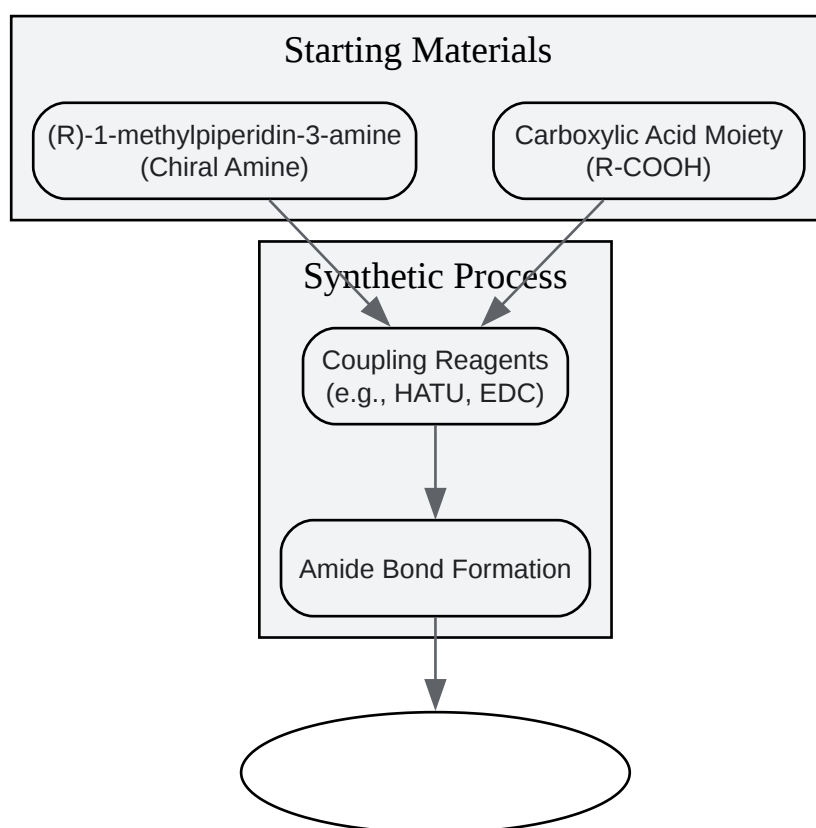 Starting Materials
(R)-1-methylpiperidin-3-amine
(Chiral Amine)
Carboxylic Acid Moiety
(R-COOH)
Synthetic Process
Coupling Reagents
(e.g., HATU, EDC)
Amide Bond Formation